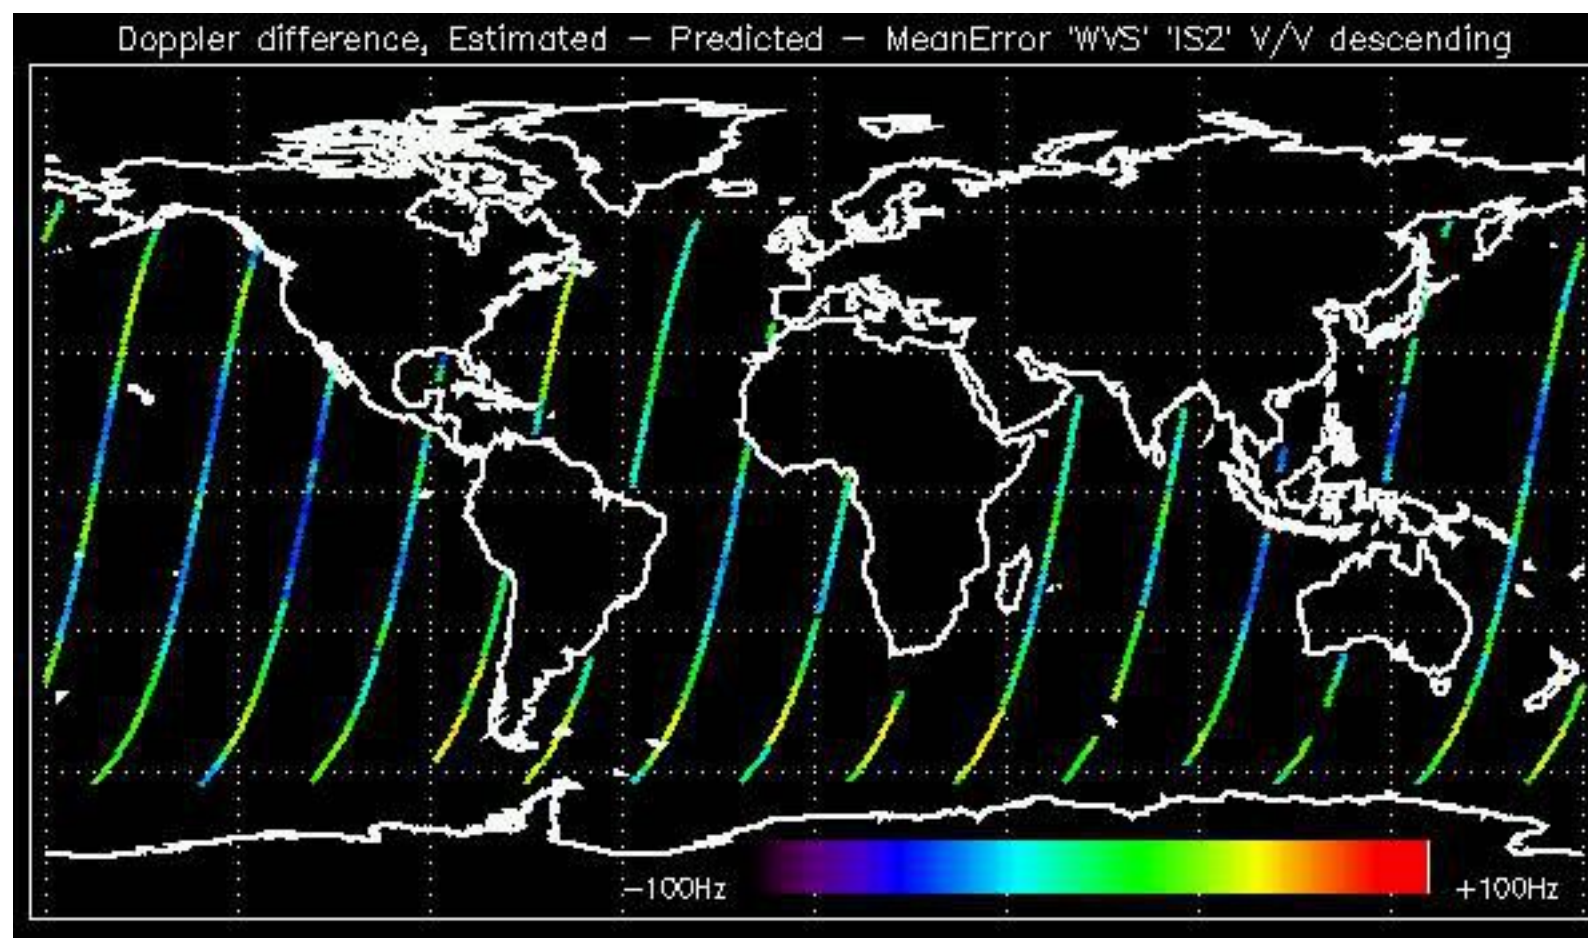 Doppler difference, Estimated – Predicted – MeanError 'WVS' 'IS2' V/V descending
–100Hz +100Hz